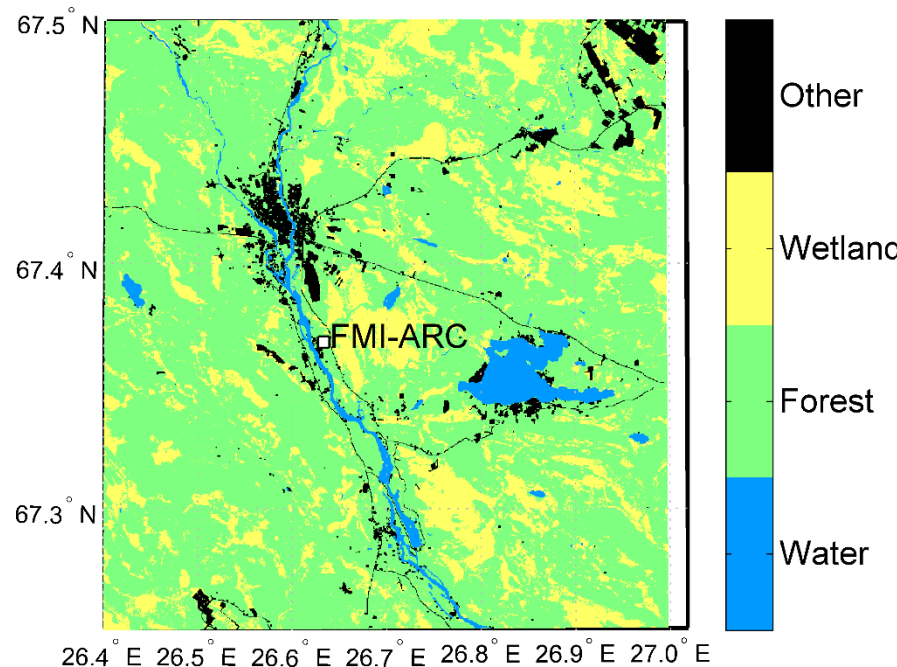 67.5° N
67.4° N
67.3° N
FMI-ARC
26.4° E 26.5° E 26.6° E 26.7° E 26.8° E 26.9° E 27.0° E
Other
Wetland
Forest
Water